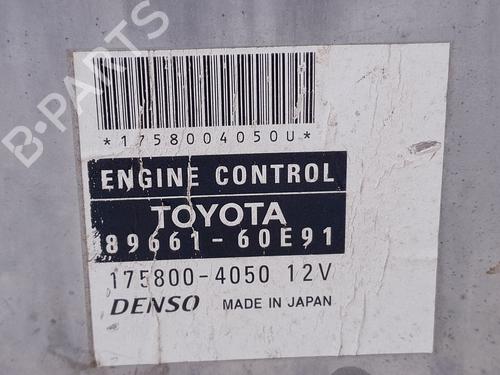 B-PARTS
*1758004050U*
ENGINE CONTROL
TOYOTA
89661-60E91
175800-4050 12V
DENSO MADE IN JAPAN